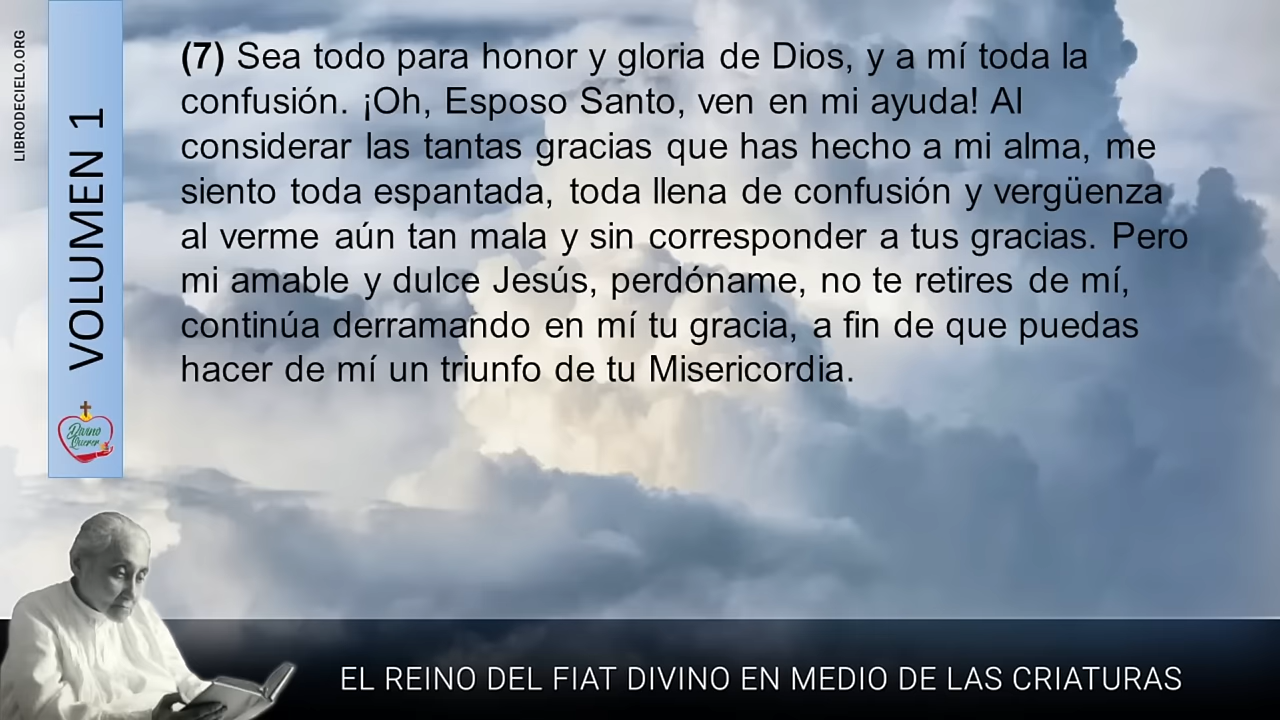 LIBRODECIELO.ORG
VOLUMEN 1
Divino
Querer
(7) Sea todo para honor y gloria de Dios, y a mí toda la
confusión. ¡Oh, Esposo Santo, ven en mi ayuda! Al
considerar las tantas gracias que has hecho a mi alma, me
siento toda espantada, toda llena de confusión y vergüenza
al verme aún tan mala y sin corresponder a tus gracias. Pero
mi amable y dulce Jesús, perdóname, no te retires de mí,
continúa derramando en mí tu gracia, a fin de que puedas
hacer de mí un triunfo de tu Misericordia.
EL REINO DEL FIAT DIVINO EN MEDIO DE LAS CRIATURAS